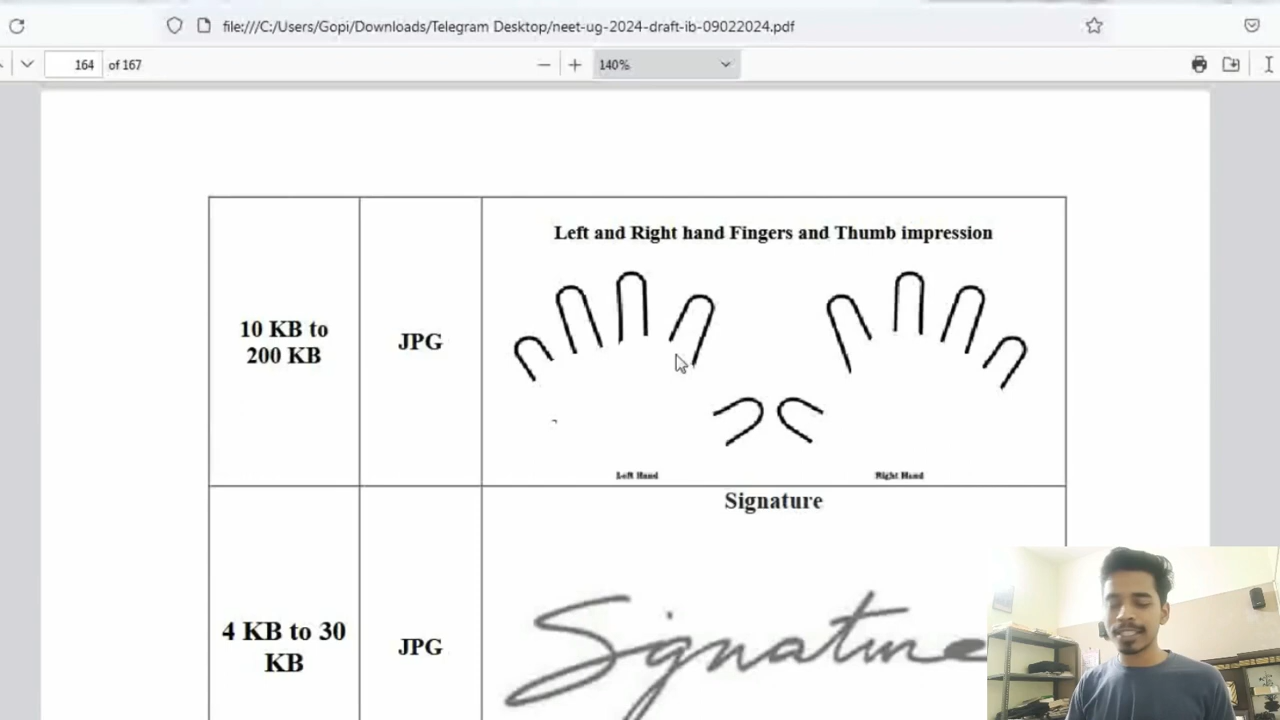 file:///C:/Users/Gopi/Downloads/Telegram Desktop/neet-ug-2024-draft-ib-09022024.pdf
164 of 167
140%
Left and Right hand Fingers and Thumb impression
10 KB to
200 KB
JPG
Left Hand
Right Hand
Signature
4 KB to 30
KB
JPG
Signature